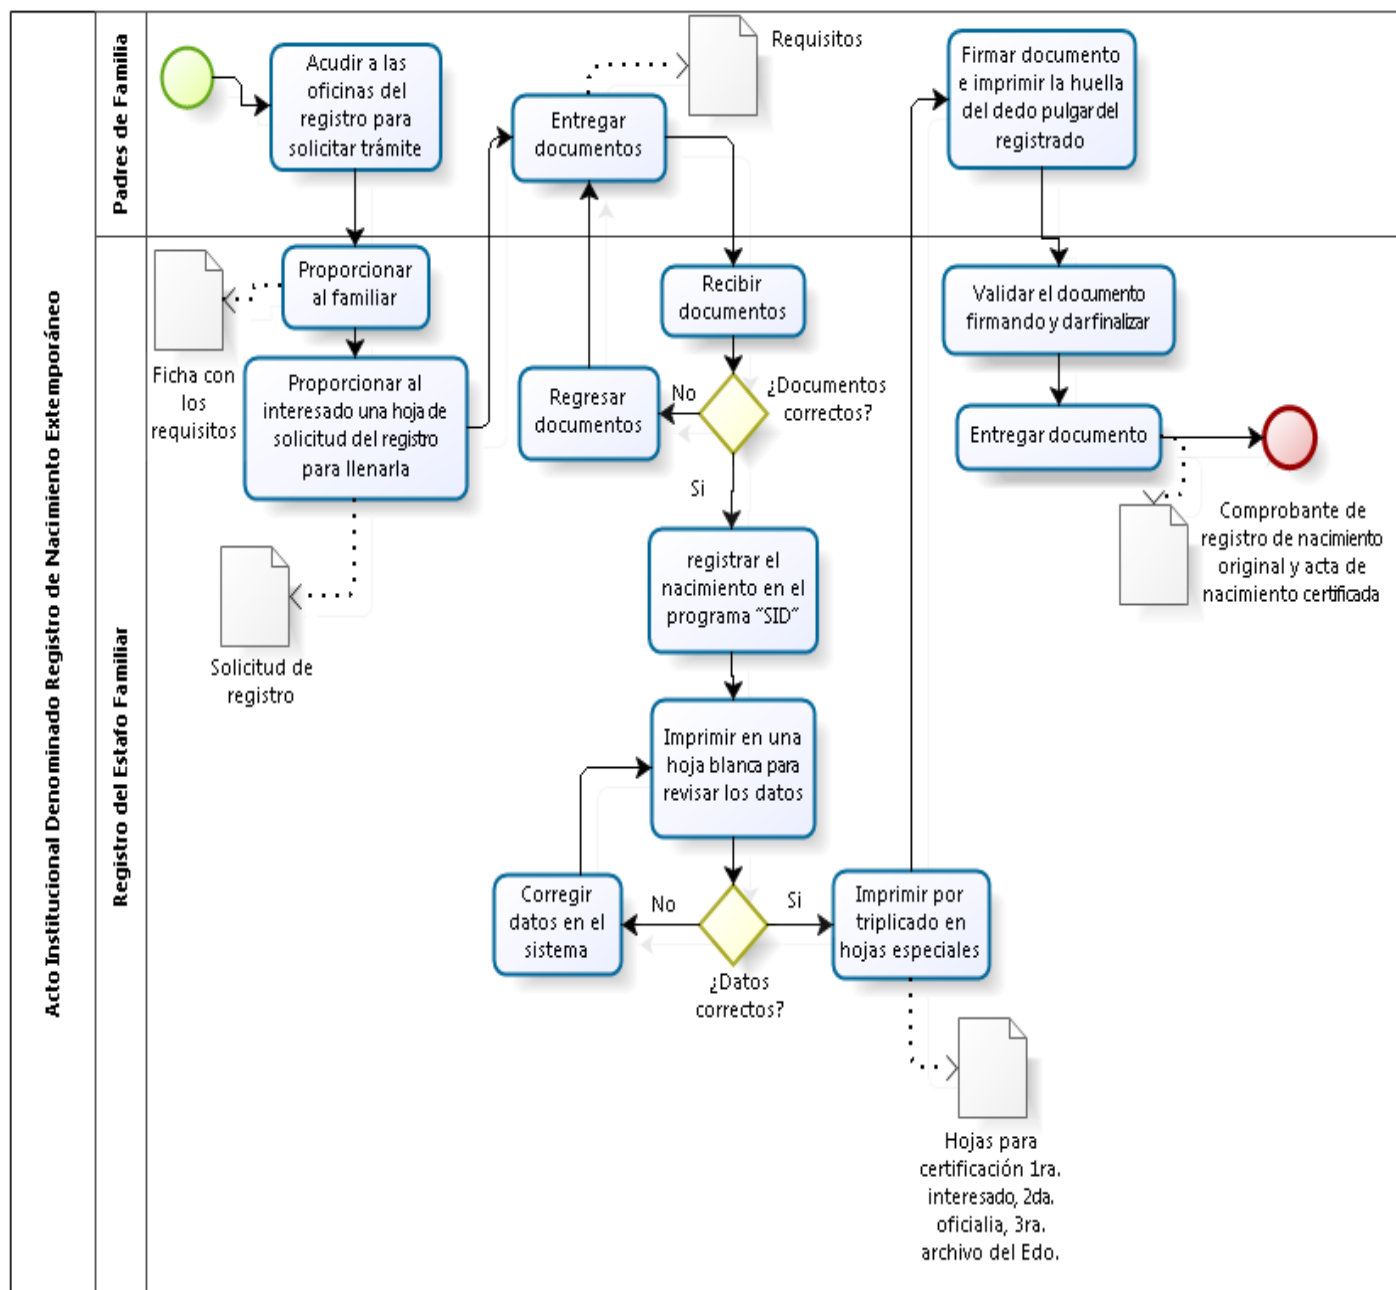 Acto Institucional Denominado Registro de Nacimiento Extemporáneo
Padres de Familia
Acudir a las
oficinas del
registro para
solicitar trámite
Entregar
documentos
Requisitos
Firmar documento
e imprimir la huella
del dedo pulgar del
registrado
Registro del Estafo Familiar
Proporcionar
al familiar
Ficha con
los
requisitos
Proporcionar al
interesado una hoja de
solicitud del registro
para llenarla
Solicitud de
registro
Recibir
documentos
¿Documentos
correctos?
No
Regresar
documentos
Si
registrar el
nacimiento en el
programa “SID”
Imprimir en una
hoja blanca para
revisar los datos
¿Datos
correctos?
No
Corregir
datos en el
sistema
Si
Imprimir por
triplicado en
hojas especiales
Hojas para
certificación 1ra.
interesado, 2da.
oficialia, 3ra.
archivo del Edo.
Validar el documento
firmando y dar finalizar
Entregar documento
Comprobante de
registro de nacimiento
original y acta de
nacimiento certificada